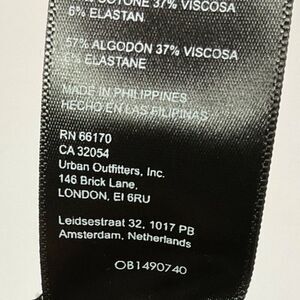 COTONE 37% VISCOSA
6% ELASTAN
57% ALGODÓN 37% VISCOSA
6% ELASTANE
MADE IN PHILIPPINES
HECHO EN LAS FILIPINAS
RN 66170
CA 32054
Urban Outfitters, Inc.
146 Brick Lane,
LONDON, EI 6RU
Leidsestraat 32, 1017 PB
Amsterdam, Netherlands
OB1490740